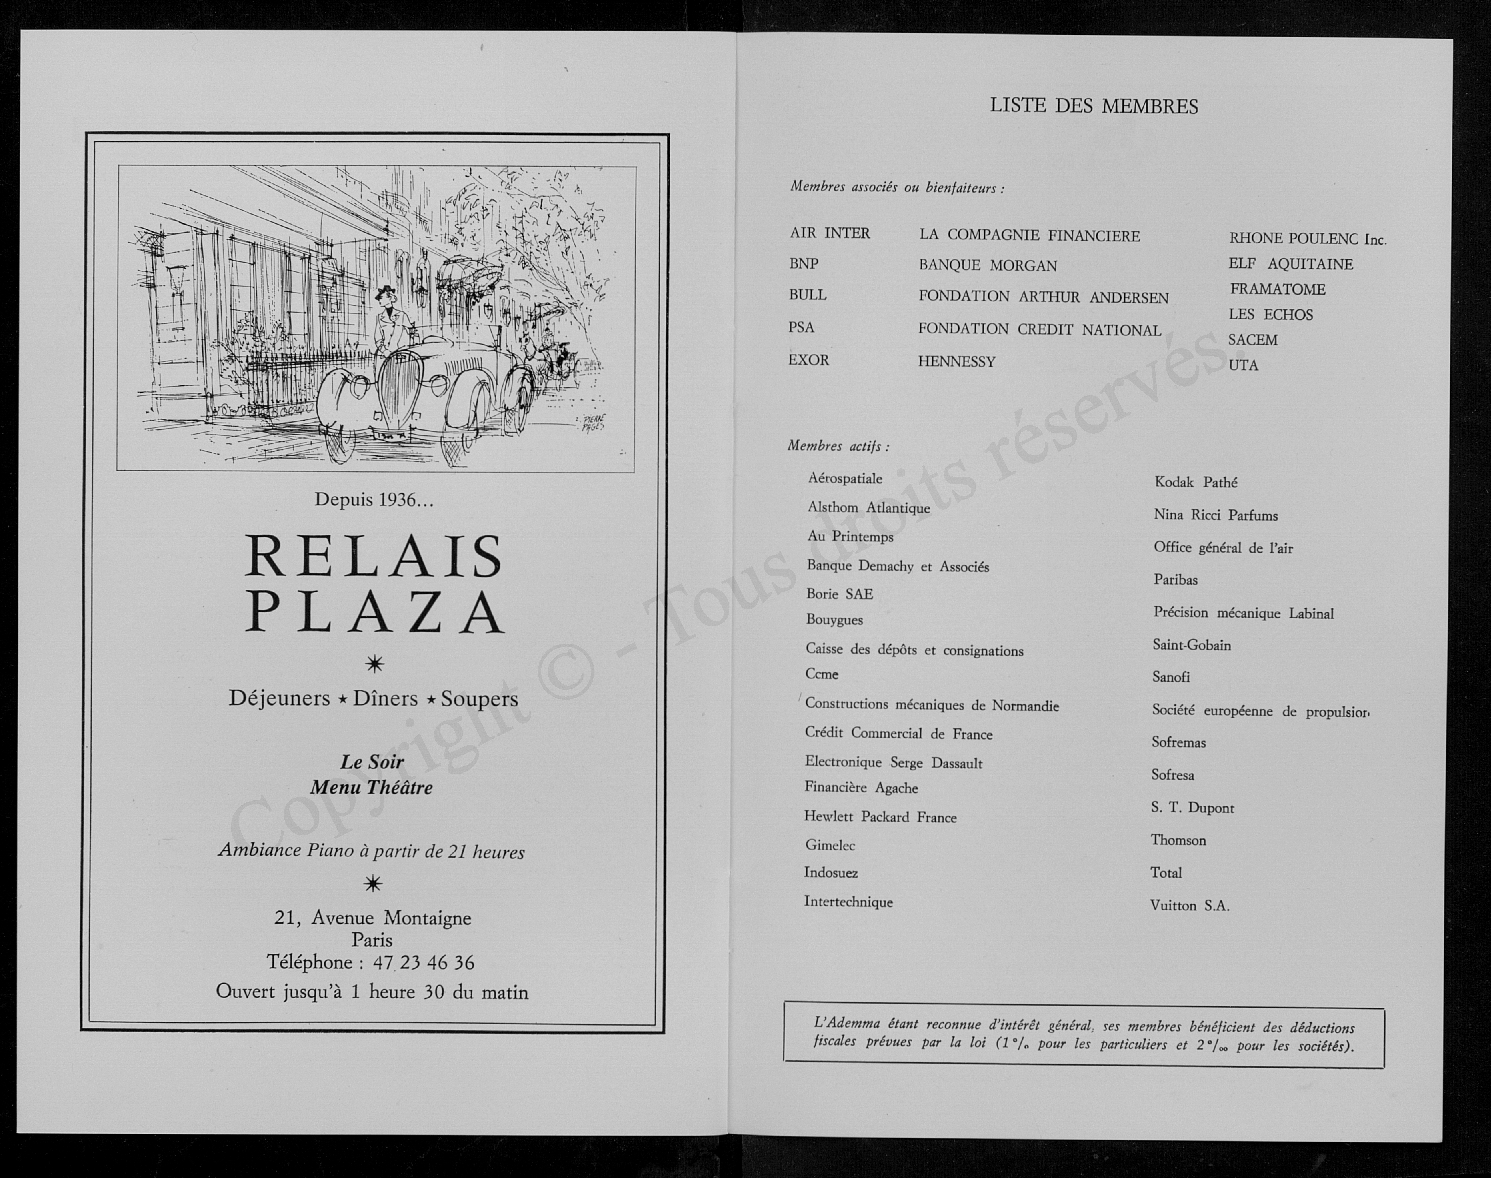 PIERRE
PAGES
Depuis 1936...
RELAIS
PLAZA
Déjeuners ★ Dîners ★ Soupers
Le Soir
Menu Théâtre
Ambiance Piano à partir de 21 heures
21, Avenue Montaigne
Paris
Téléphone : 47 23 46 36
Ouvert jusqu'à 1 heure 30 du matin
LISTE DES MEMBRES
Membres associés ou bienfaiteurs :
AIR INTER
BNP
BULL
PSA
EXOR
LA COMPAGNIE FINANCIERE
BANQUE MORGAN
FONDATION ARTHUR ANDERSEN
FONDATION CREDIT NATIONAL
HENNESSY
RHONE POULENC Inc.
ELF AQUITAINE
FRAMATOME
LES ECHOS
SACEM
UTA
Membres actifs :
Aérospatiale
Alsthom Atlantique
Au Printemps
Banque Demachy et Associés
Borie SAE
Bouygues
Caisse des dépôts et consignations
Ccme
Constructions mécaniques de Normandie
Crédit Commercial de France
Electronique Serge Dassault
Financière Agache
Hewlett Packard France
Gimelec
Indosuez
Intertechnique
Kodak Pathé
Nina Ricci Parfums
Office général de l'air
Paribas
Précision mécanique Labinal
Saint-Gobain
Sanofi
Société européenne de propulsion
Sofremas
Sofresa
S. T. Dupont
Thomson
Total
Vuitton S.A.
L'Ademma étant reconnue d'intérêt général, ses membres bénéficient des déductions
fiscales prévues par la loi (1 % pour les particuliers et 2 ‰ pour les sociétés).
Copyright © - Tous droits réservés.